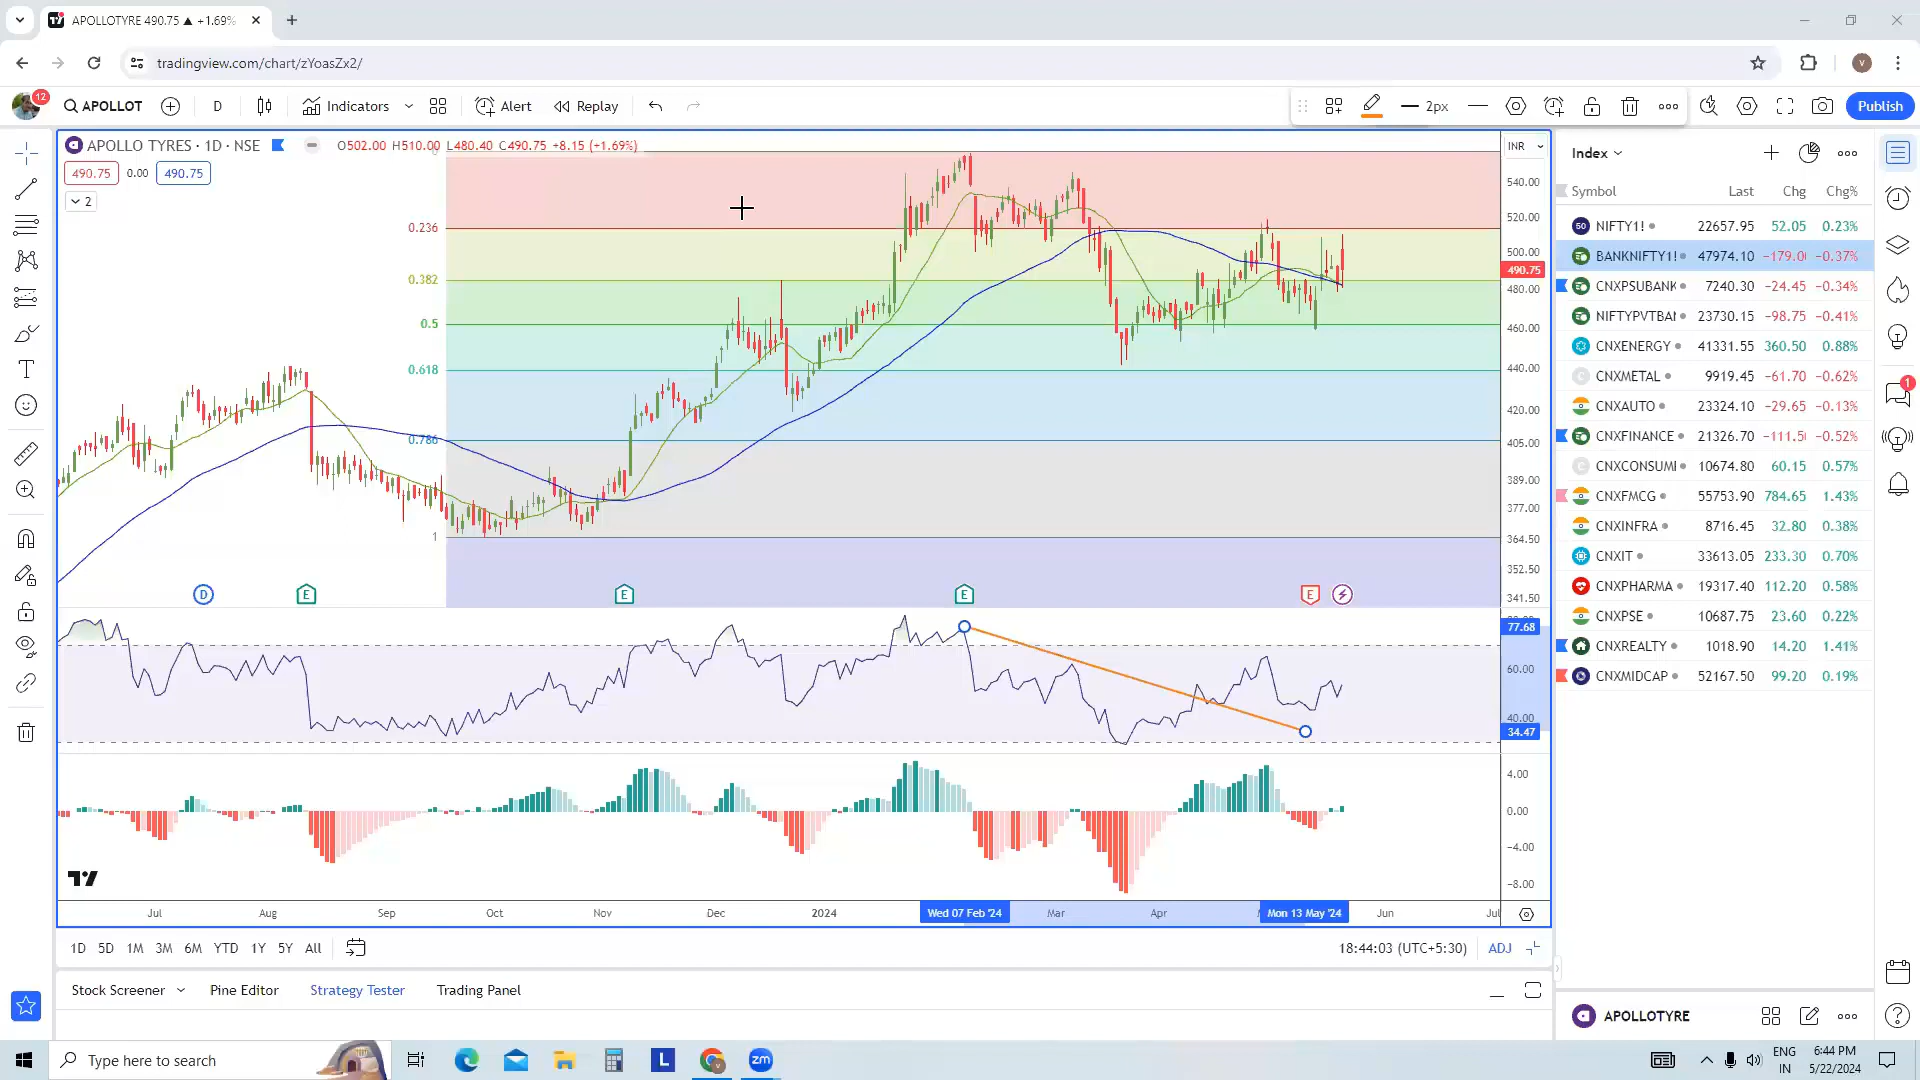 APOLLOTYRE 490.75 ▲ +1.69%
tradingview.com/chart/zYoasZx2/
12
APOLLOT
D
Indicators
Alert
Replay
2px
Publish
APOLLO TYRES · 1D · NSE
O502.00 H510.00 L480.40 C490.75 +8.15 (+1.69%)
INR
490.75
0.00
490.75
2
0.236
0.382
0.5
0.618
0.786
1
540.00
520.00
500.00
490.75
480.00
460.00
440.00
420.00
405.00
389.00
377.00
364.50
352.50
341.50
D
E
E
E
E
77.68
60.00
40.00
34.47
4.00
0.00
−4.00
−8.00
Jul
Aug
Sep
Oct
Nov
Dec
2024
Wed 07 Feb '24
Mar
Apr
Mon 13 May '24
Jun
Jul
1D 5D 1M 3M 6M YTD 1Y 5Y All
18:44:03 (UTC+5:30)
ADJ
Stock Screener
Pine Editor
Strategy Tester
Trading Panel
Index
Symbol Last Chg Chg%
NIFTY1! 22657.95 52.05 0.23%
BANKNIFTY1! 47974.10 −179.0 −0.37%
CNXPSUBANK 7240.30 −24.45 −0.34%
NIFTYPVTBAI 23730.15 −98.75 −0.41%
CNXENERGY 41331.55 360.50 0.88%
CNXMETAL 9919.45 −61.70 −0.62%
CNXAUTO 23324.10 −29.65 −0.13%
CNXFINANCE 21326.70 −111.5 −0.52%
CNXCONSUMI 10674.80 60.15 0.57%
CNXFMCG 55753.90 784.65 1.43%
CNXINFRA 8716.45 32.80 0.38%
CNXIT 33613.05 233.30 0.70%
CNXPHARMA 19317.40 112.20 0.58%
CNXPSE 10687.75 23.60 0.22%
CNXREALTY 1018.90 14.20 1.41%
CNXMIDCAP 52167.50 99.20 0.19%
1
APOLLOTYRE
Type here to search
L
zm
ENG
IN
6:44 PM
5/22/2024